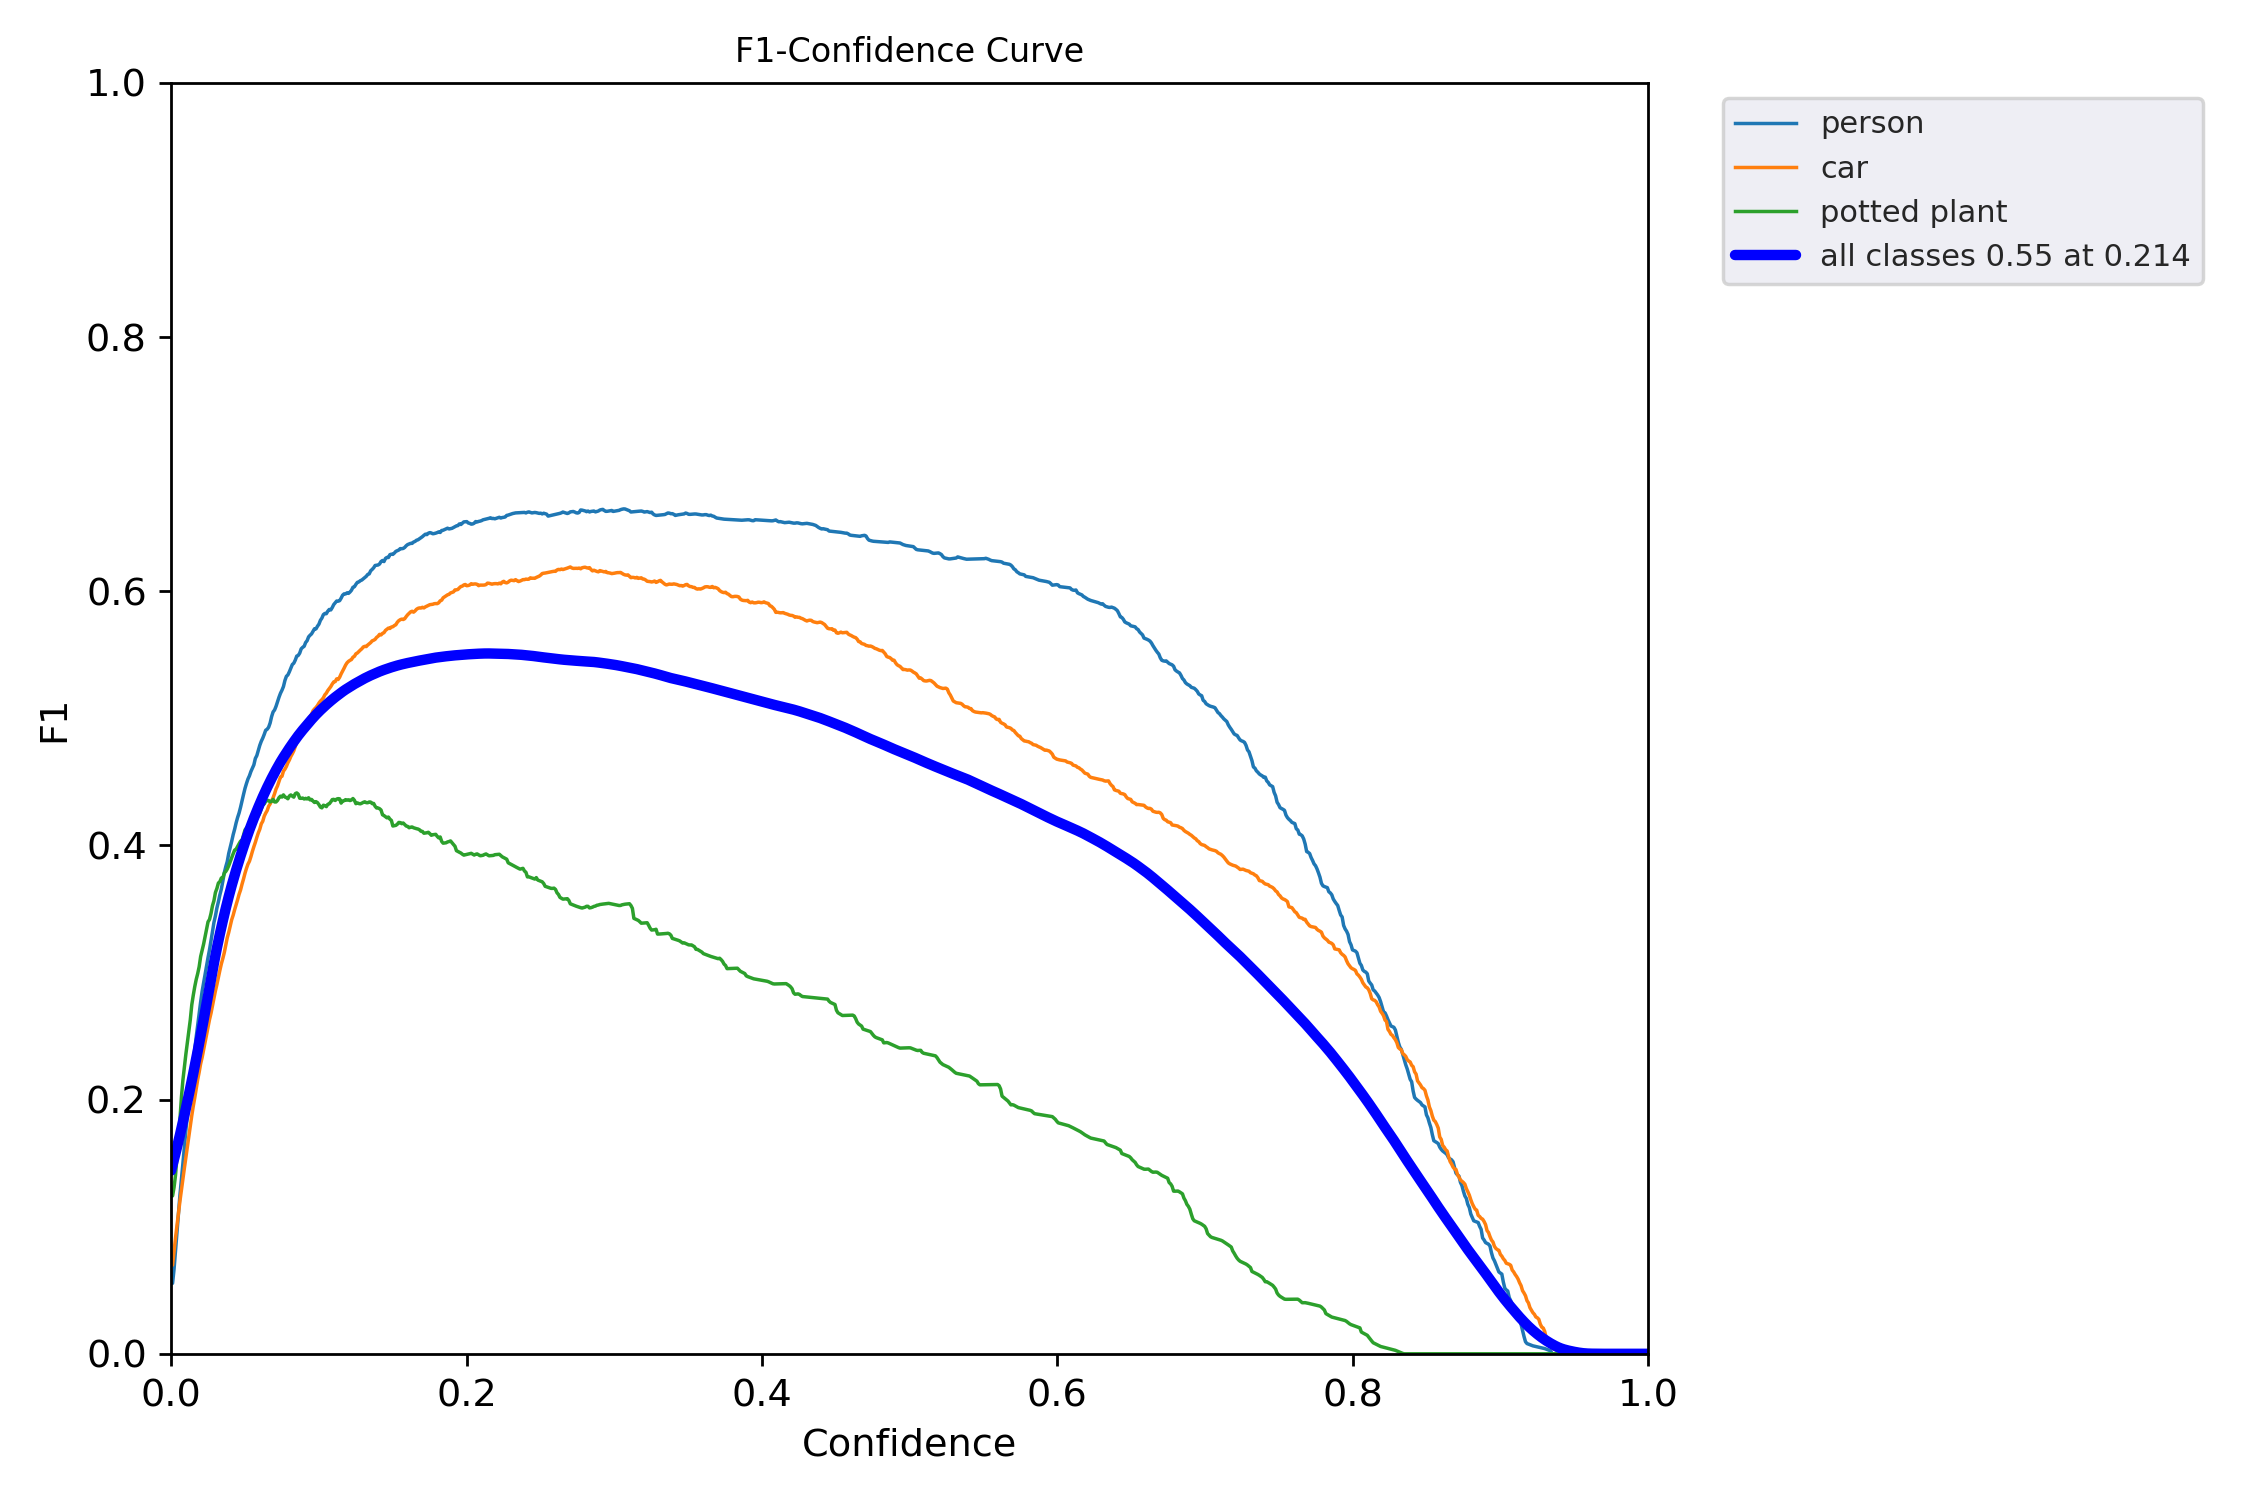 F1-Confidence Curve
1.0
0.8
0.6
0.4
0.2
0.0
F1
0.0 0.2 0.4 0.6 0.8 1.0
Confidence
person
car
potted plant
all classes 0.55 at 0.214